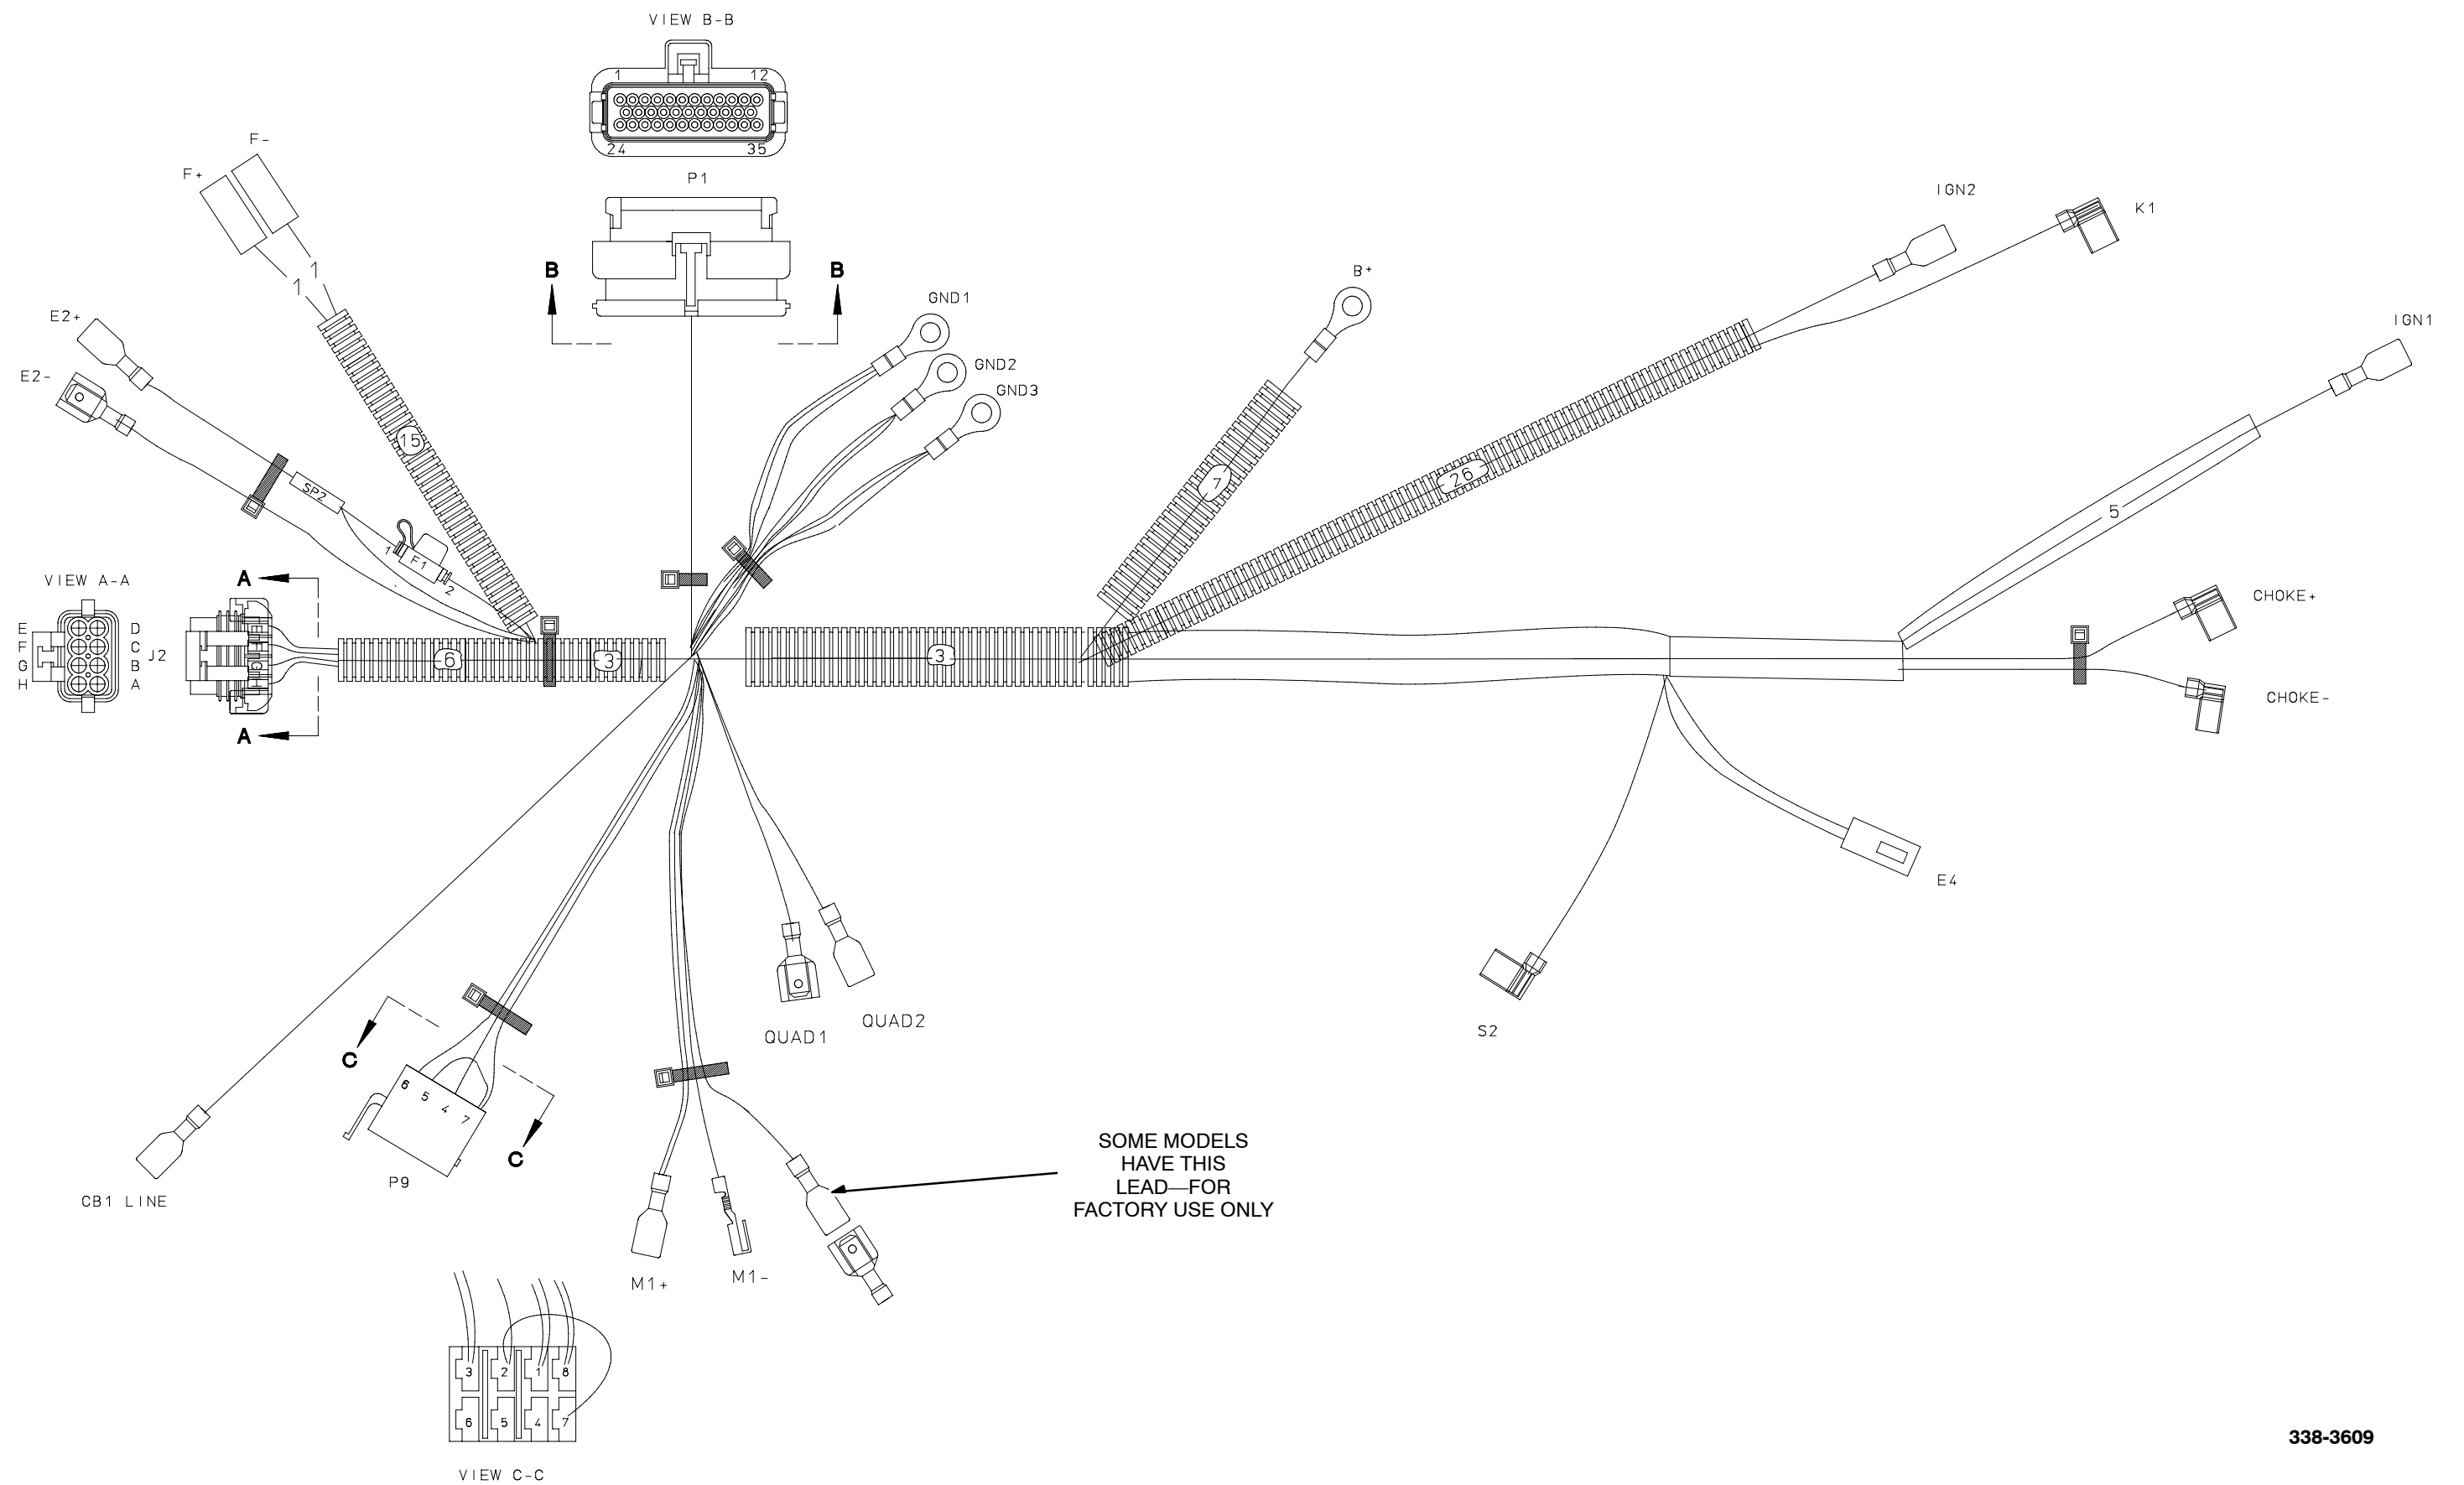 VIEW B-B
1 12
24 35
P1
B B
F-
F+
1
1
15
E2+
E2-
SP2
1 F1 2
GND1
GND2
GND3
B+
7
IGN2
K1
26
IGN1
5
VIEW A-A
E D
F C
G B
H A
J2
A
A
6
3
3
CHOKE+
CHOKE-
E4
S2
QUAD1
QUAD2
C
C
6 5 4 7
P9
CB1 LINE
M1+
M1-
SOME MODELS
HAVE THIS
LEAD—FOR
FACTORY USE ONLY
3 2 1 8
6 5 4 7
VIEW C-C
338-3609